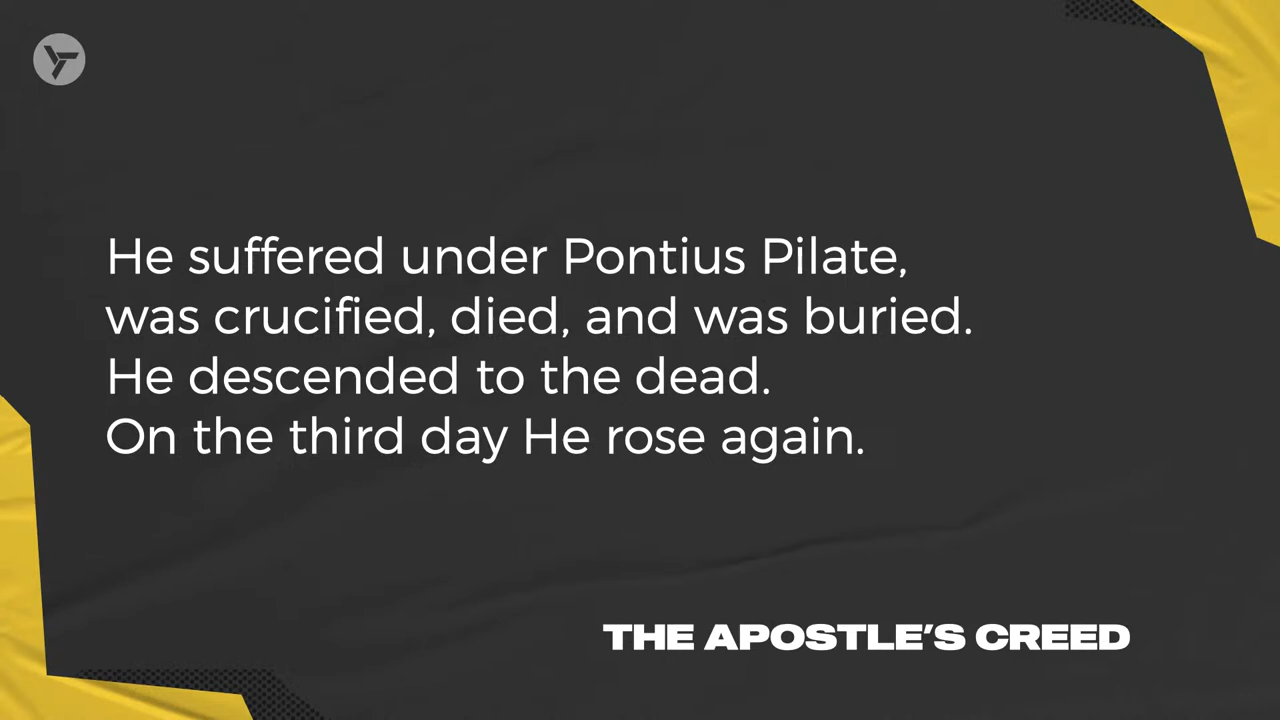 He suffered under Pontius Pilate,
was crucified, died, and was buried.
He descended to the dead.
On the third day He rose again.
THE APOSTLE'S CREED